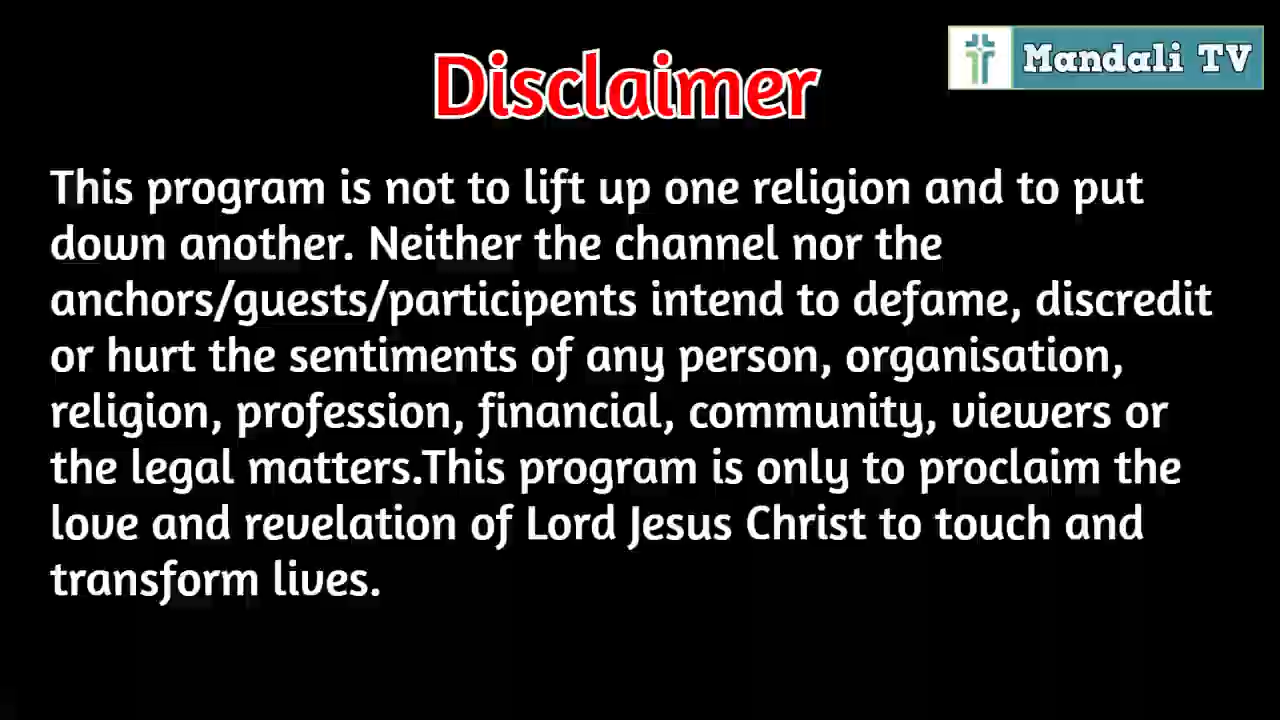 Mandali TV
Disclaimer
This program is not to lift up one religion and to put
down another. Neither the channel nor the
anchors/guests/participents intend to defame, discredit
or hurt the sentiments of any person, organisation,
religion, profession, financial, community, viewers or
the legal matters.This program is only to proclaim the
love and revelation of Lord Jesus Christ to touch and
transform lives.